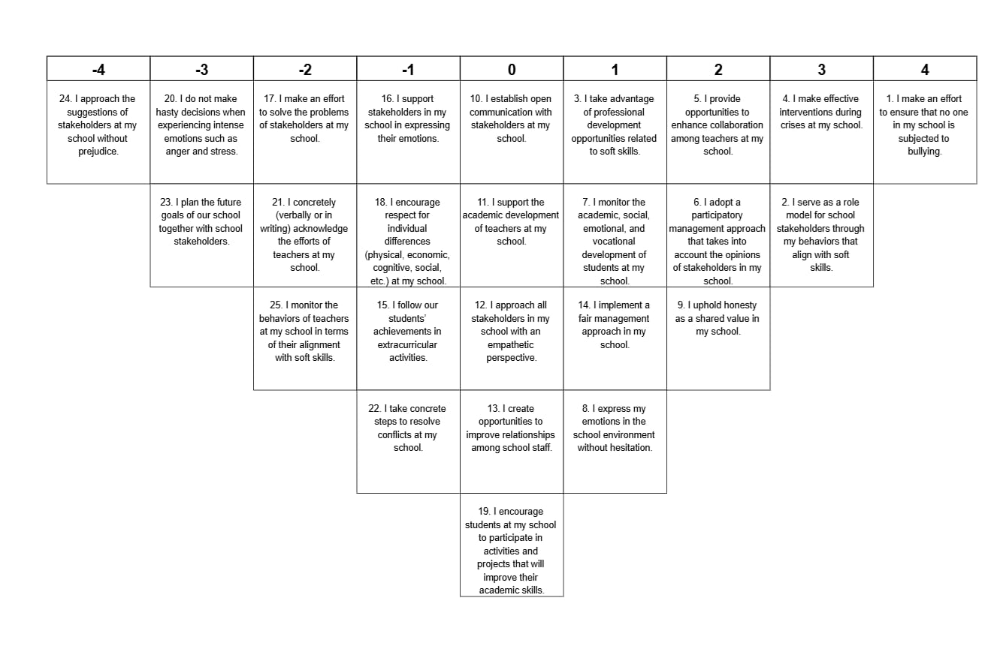 -4
-3
-2
-1
0
1
2
3
4
24. I approach the
suggestions of
stakeholders at my
school without
prejudice.
20. I do not make
hasty decisions when
experiencing intense
emotions such as
anger and stress.
17. I make an effort
to solve the problems
of stakeholders at my
school.
16. I support
stakeholders in my
school in expressing
their emotions.
10. I establish open
communication with
stakeholders at my
school.
3. I take advantage
of professional
development
opportunities related
to soft skills.
5. I provide
opportunities to
enhance collaboration
among teachers at my
school.
4. I make effective
interventions during
crises at my school.
1. I make an effort
to ensure that no one
in my school is
subjected to
bullying.
23. I plan the future
goals of our school
together with school
stakeholders.
21. I concretely
(verbally or in
writing) acknowledge
the efforts of
teachers at my
school.
18. I encourage
respect for
individual
differences
(physical, economic,
cognitive, social,
etc.) at my school.
11. I support the
academic development
of teachers at my
school.
7. I monitor the
academic, social,
emotional, and
vocational
development of
students at my
school.
6. I adopt a
participatory
management approach
that takes into
account the opinions
of stakeholders in my
school.
2. I serve as a role
model for school
stakeholders through
my behaviors that
align with soft
skills.
25. I monitor the
behaviors of teachers
at my school in terms
of their alignment
with soft skills.
15. I follow our
students'
achievements in
extracurricular
activities.
12. I approach all
stakeholders in my
school with an
empathetic
perspective.
14. I implement a
fair management
approach in my
school.
9. I uphold honesty
as a shared value in
my school.
22. I take concrete
steps to resolve
conflicts at my
school.
13. I create
opportunities to
improve relationships
among school staff.
8. I express my
emotions in the
school environment
without hesitation.
19. I encourage
students at my school
to participate in
activities and
projects that will
improve their
academic skills.